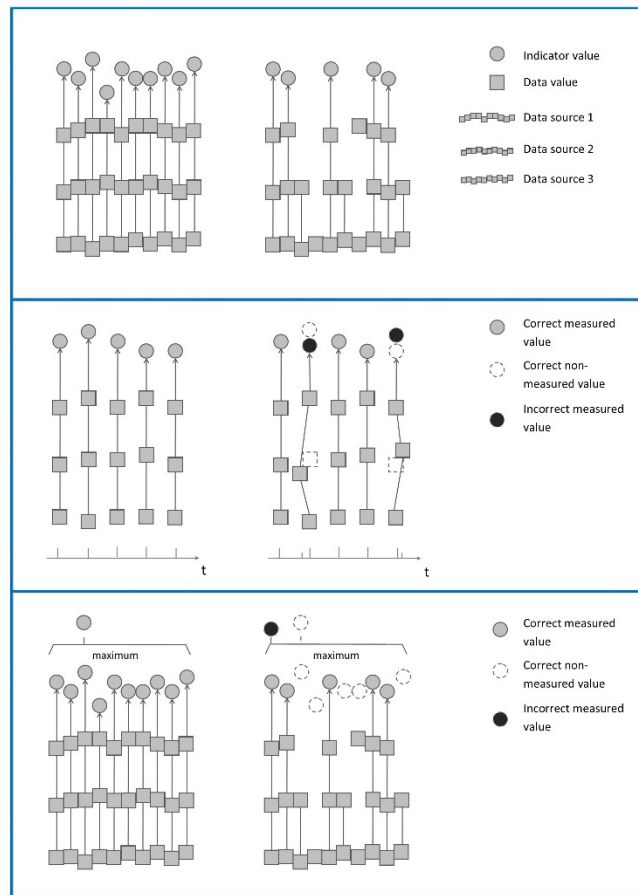 Indicator value
Data value
Data source 1
Data source 2
Data source 3
Correct measured
value
Correct non-
measured value
Incorrect measured
value
t
t
maximum
maximum
Correct measured
value
Correct non-
measured value
Incorrect measured
value